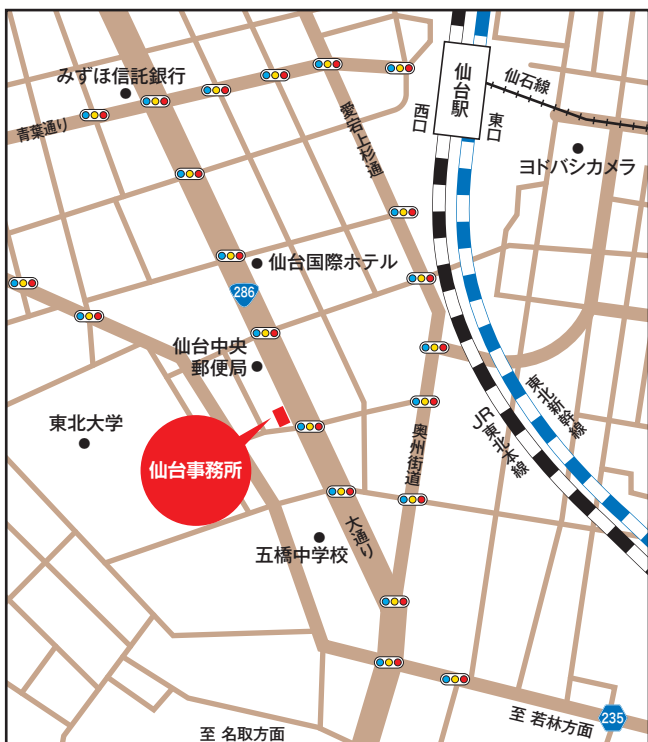 みずほ信託銀行
青葉通り
愛宕上杉通
仙台駅
西口
東口
仙石線
ヨドバシカメラ
仙台国際ホテル
286
仙台中央
郵便局
東北大学
仙台事務所
奥州街道
JR東北本線
東北新幹線
大通り
五橋中学校
至 名取方面
至 若林方面
235